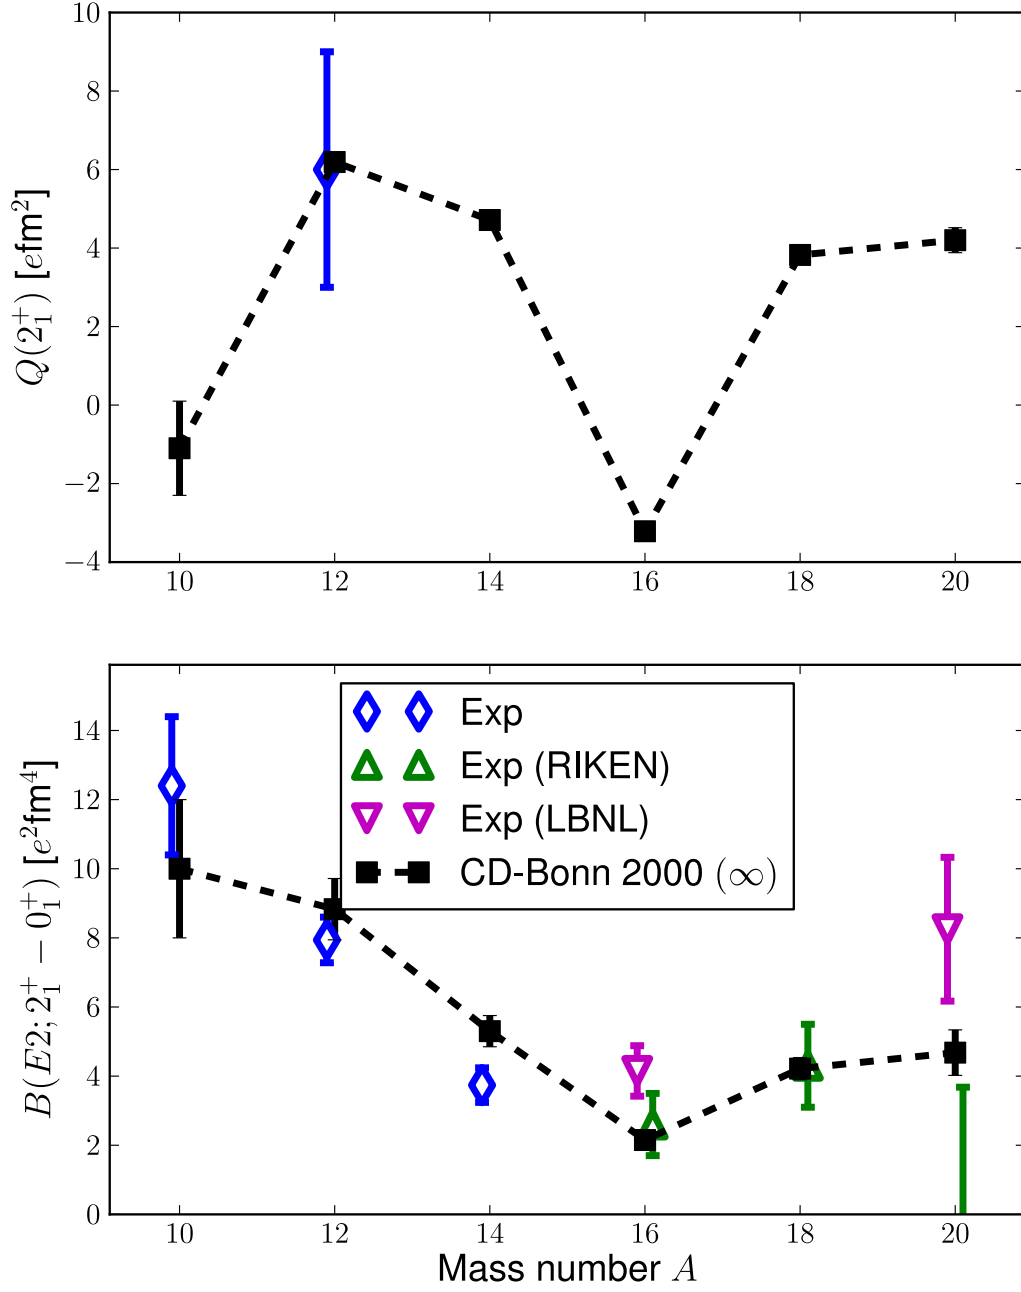 10
8
6
4
2
0
−2
−4
Q(2₁⁺) [efm²]
10 12 14 16 18 20
14
12
10
8
6
4
2
0
B(E2; 2₁⁺ − 0₁⁺) [e²fm⁴]
Exp
Exp (RIKEN)
Exp (LBNL)
CD-Bonn 2000 (∞)
10 12 14 16 18 20
Mass number A